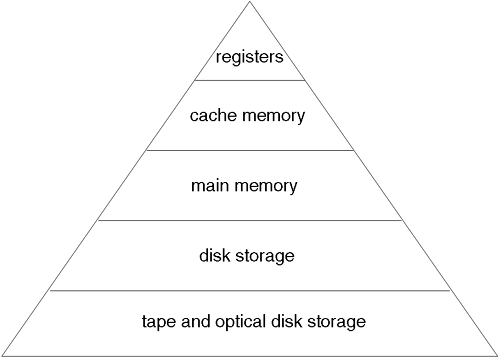 registers
cache memory
main memory
disk storage
tape and optical disk storage